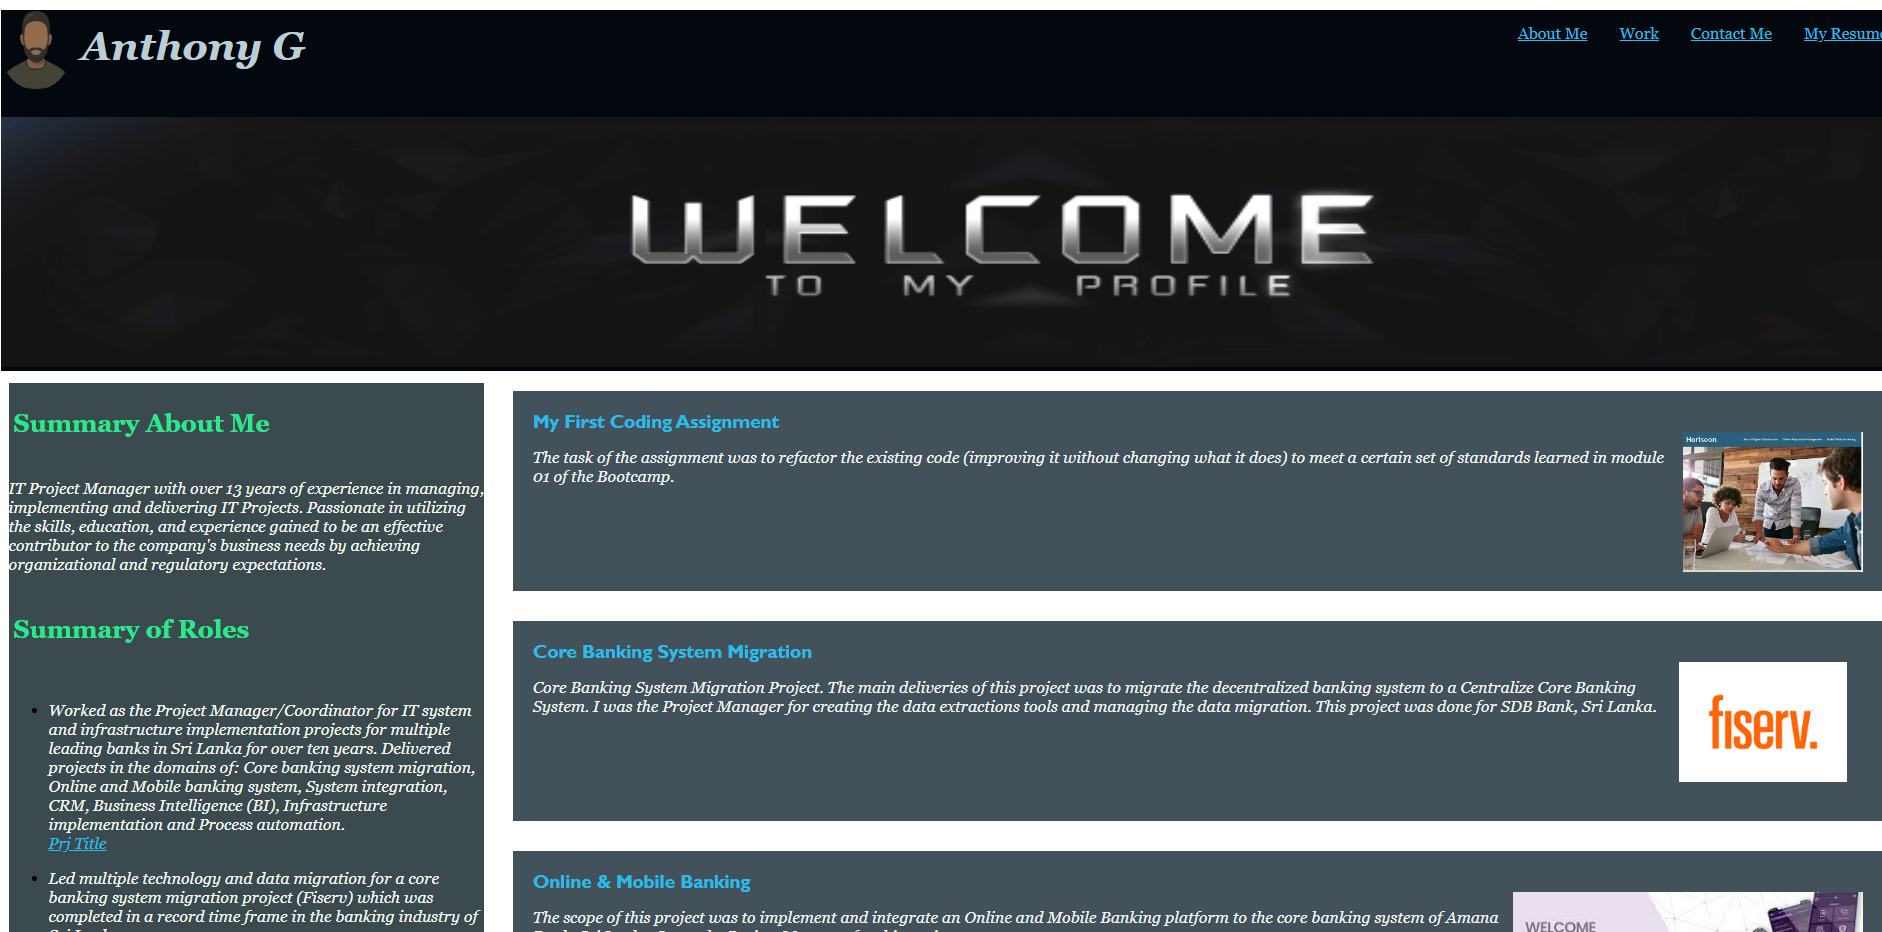 Anthony G
About Me
Work
Contact Me
My Resume
WELCOME
TO MY PROFILE
Summary About Me
IT Project Manager with over 13 years of experience in managing,
implementing and delivering IT Projects. Passionate in utilizing
the skills, education, and experience gained to be an effective
contributor to the company's business needs by achieving
organizational and regulatory expectations.
Summary of Roles
Worked as the Project Manager/Coordinator for IT system
and infrastructure implementation projects for multiple
leading banks in Sri Lanka for over ten years. Delivered
projects in the domains of: Core banking system migration,
Online and Mobile banking system, System integration,
CRM, Business Intelligence (BI), Infrastructure
implementation and Process automation.
Prj Title
Led multiple technology and data migration for a core
banking system migration project (Fiserv) which was
completed in a record time frame in the banking industry of
My First Coding Assignment
The task of the assignment was to refactor the existing code (improving it without changing what it does) to meet a certain set of standards learned in module
01 of the Bootcamp.
Horiseon
Core Banking System Migration
Core Banking System Migration Project. The main deliveries of this project was to migrate the decentralized banking system to a Centralize Core Banking
System. I was the Project Manager for creating the data extractions tools and managing the data migration. This project was done for SDB Bank, Sri Lanka.
fiserv.
Online & Mobile Banking
The scope of this project was to implement and integrate an Online and Mobile Banking platform to the core banking system of Amana
WELCOME